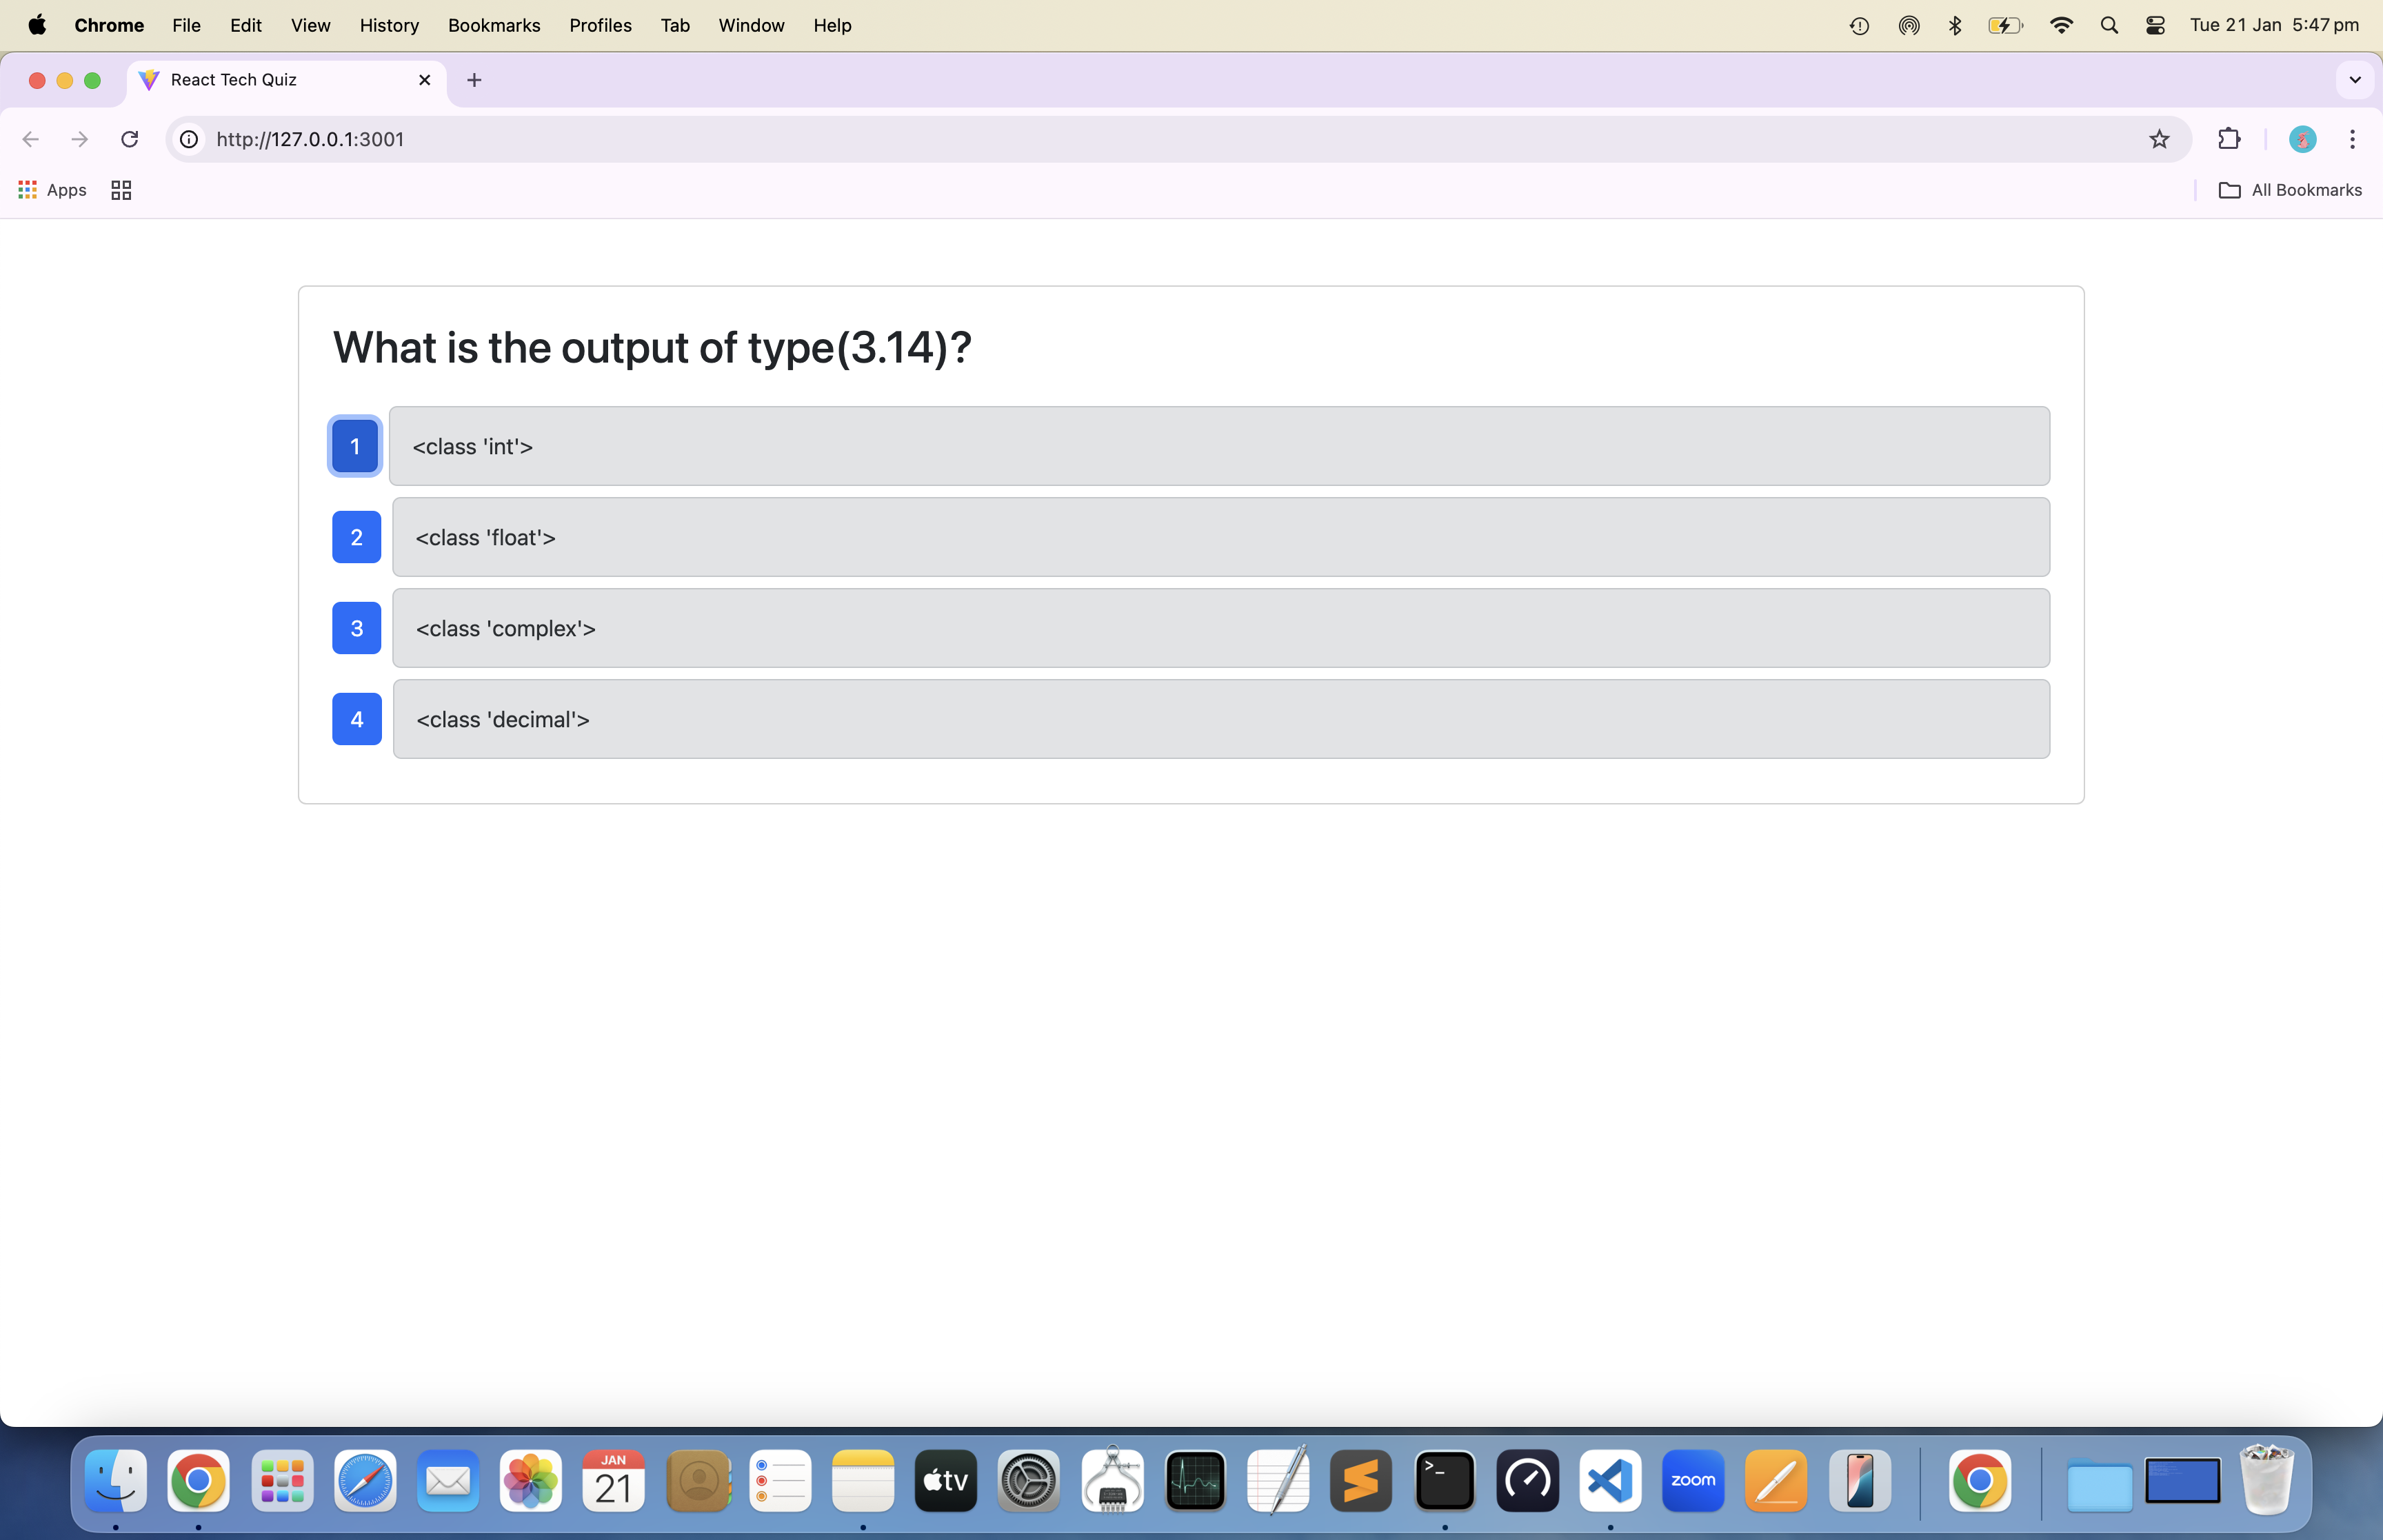 Chrome File Edit View History Bookmarks Profiles Tab Window Help Tue 21 Jan 5:47 pm
React Tech Quiz
http://127.0.0.1:3001
Apps All Bookmarks
What is the output of type(3.14)?
1 <class 'int'>
2 <class 'float'>
3 <class 'complex'>
4 <class 'decimal'>
JAN
21
tv
>_
zoom